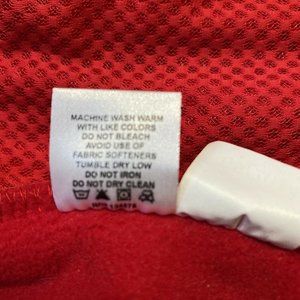 MACHINE WASH WARM
WITH LIKE COLORS
DO NOT BLEACH
AVOID USE OF
FABRIC SOFTENERS
TUMBLE DRY LOW
DO NOT IRON
DO NOT DRY CLEAN